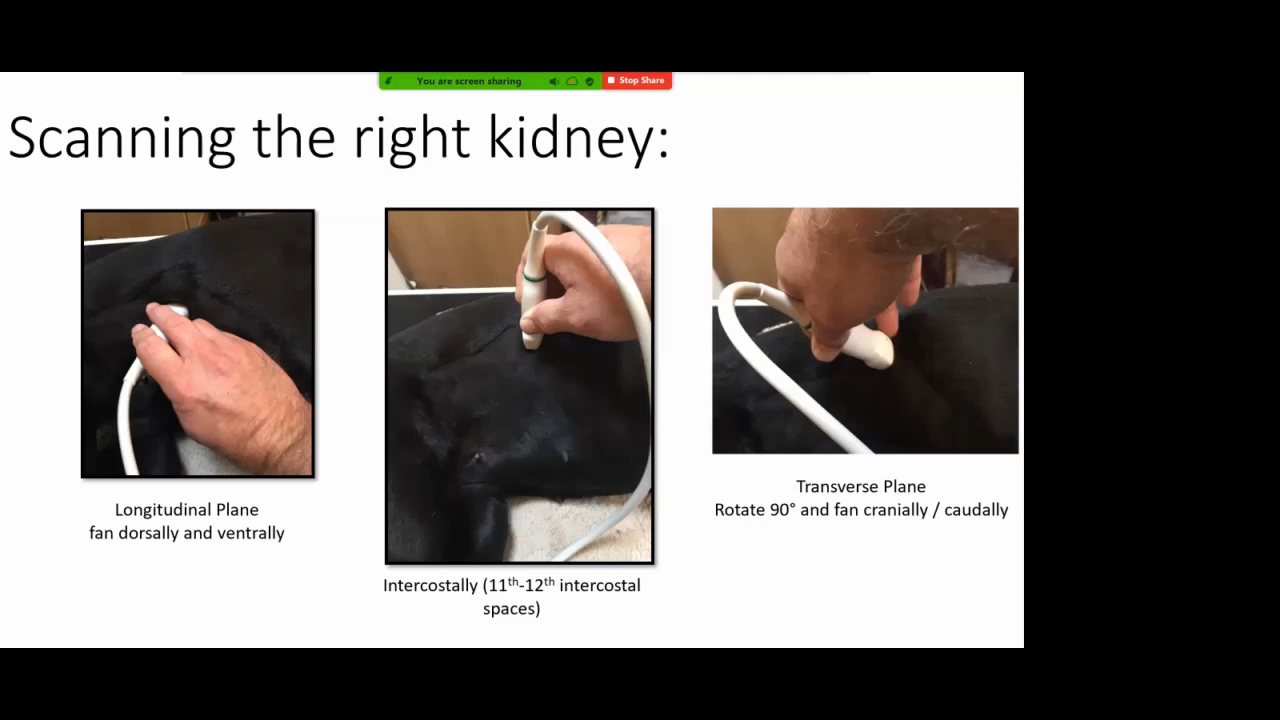 You are screen sharing
Stop Share
Scanning the right kidney:
Longitudinal Plane
fan dorsally and ventrally
Intercostally (11th-12th intercostal
spaces)
Transverse Plane
Rotate 90° and fan cranially / caudally